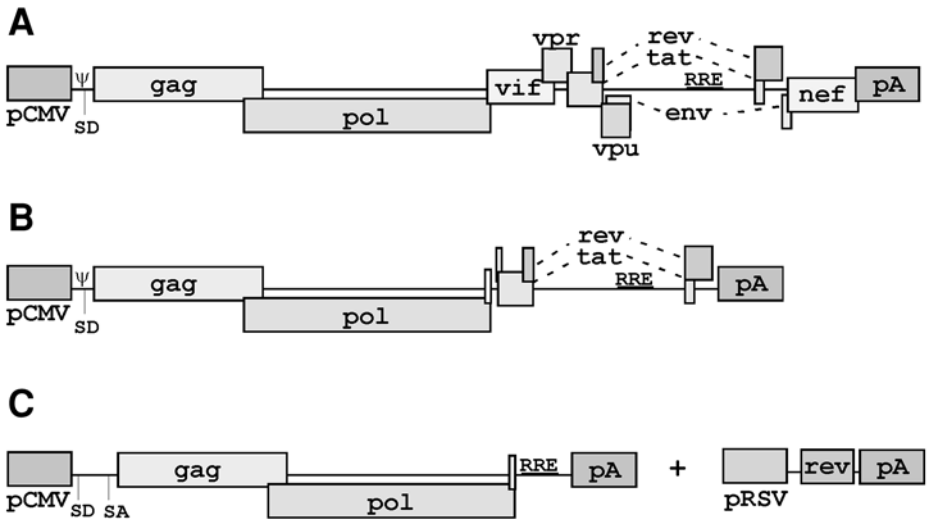 A
vpr
rev
tat
ψ
gag
vif
RRE
nef
pA
pCMV
SD
pol
env
vpu
B
rev
tat
ψ
gag
RRE
pA
pCMV
SD
pol
C
gag
RRE
pA
+
rev
pA
pCMV
SD
SA
pol
pRSV